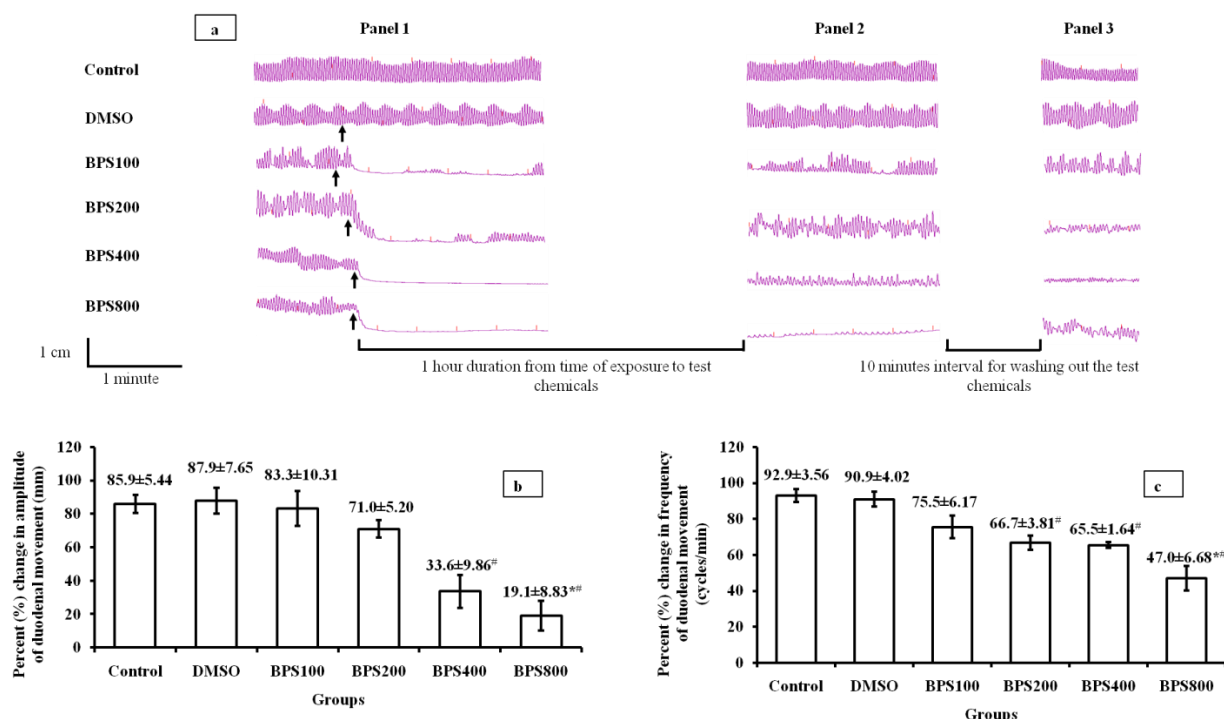 a
Panel 1
Panel 2
Panel 3
Control
DMSO
BPS100
BPS200
BPS400
BPS800
1 cm
1 minute
1 hour duration from time of exposure to test
chemicals
10 minutes interval for washing out the test
chemicals
Percent (%) change in amplitude
of duodenal movement (mm)
120
100
80
60
40
20
0
85.9±5.44
87.9±7.65
83.3±10.31
71.0±5.20
33.6±9.86#
19.1±8.83*#
b
Control
DMSO
BPS100
BPS200
BPS400
BPS800
Groups
Percent (%) change in frequency
of duodenal movement
(cycles/min)
120
100
80
60
40
20
0
92.9±3.56
90.9±4.02
75.5±6.17
66.7±3.81#
65.5±1.64#
47.0±6.68*#
c
Control
DMSO
BPS100
BPS200
BPS400
BPS800
Groups